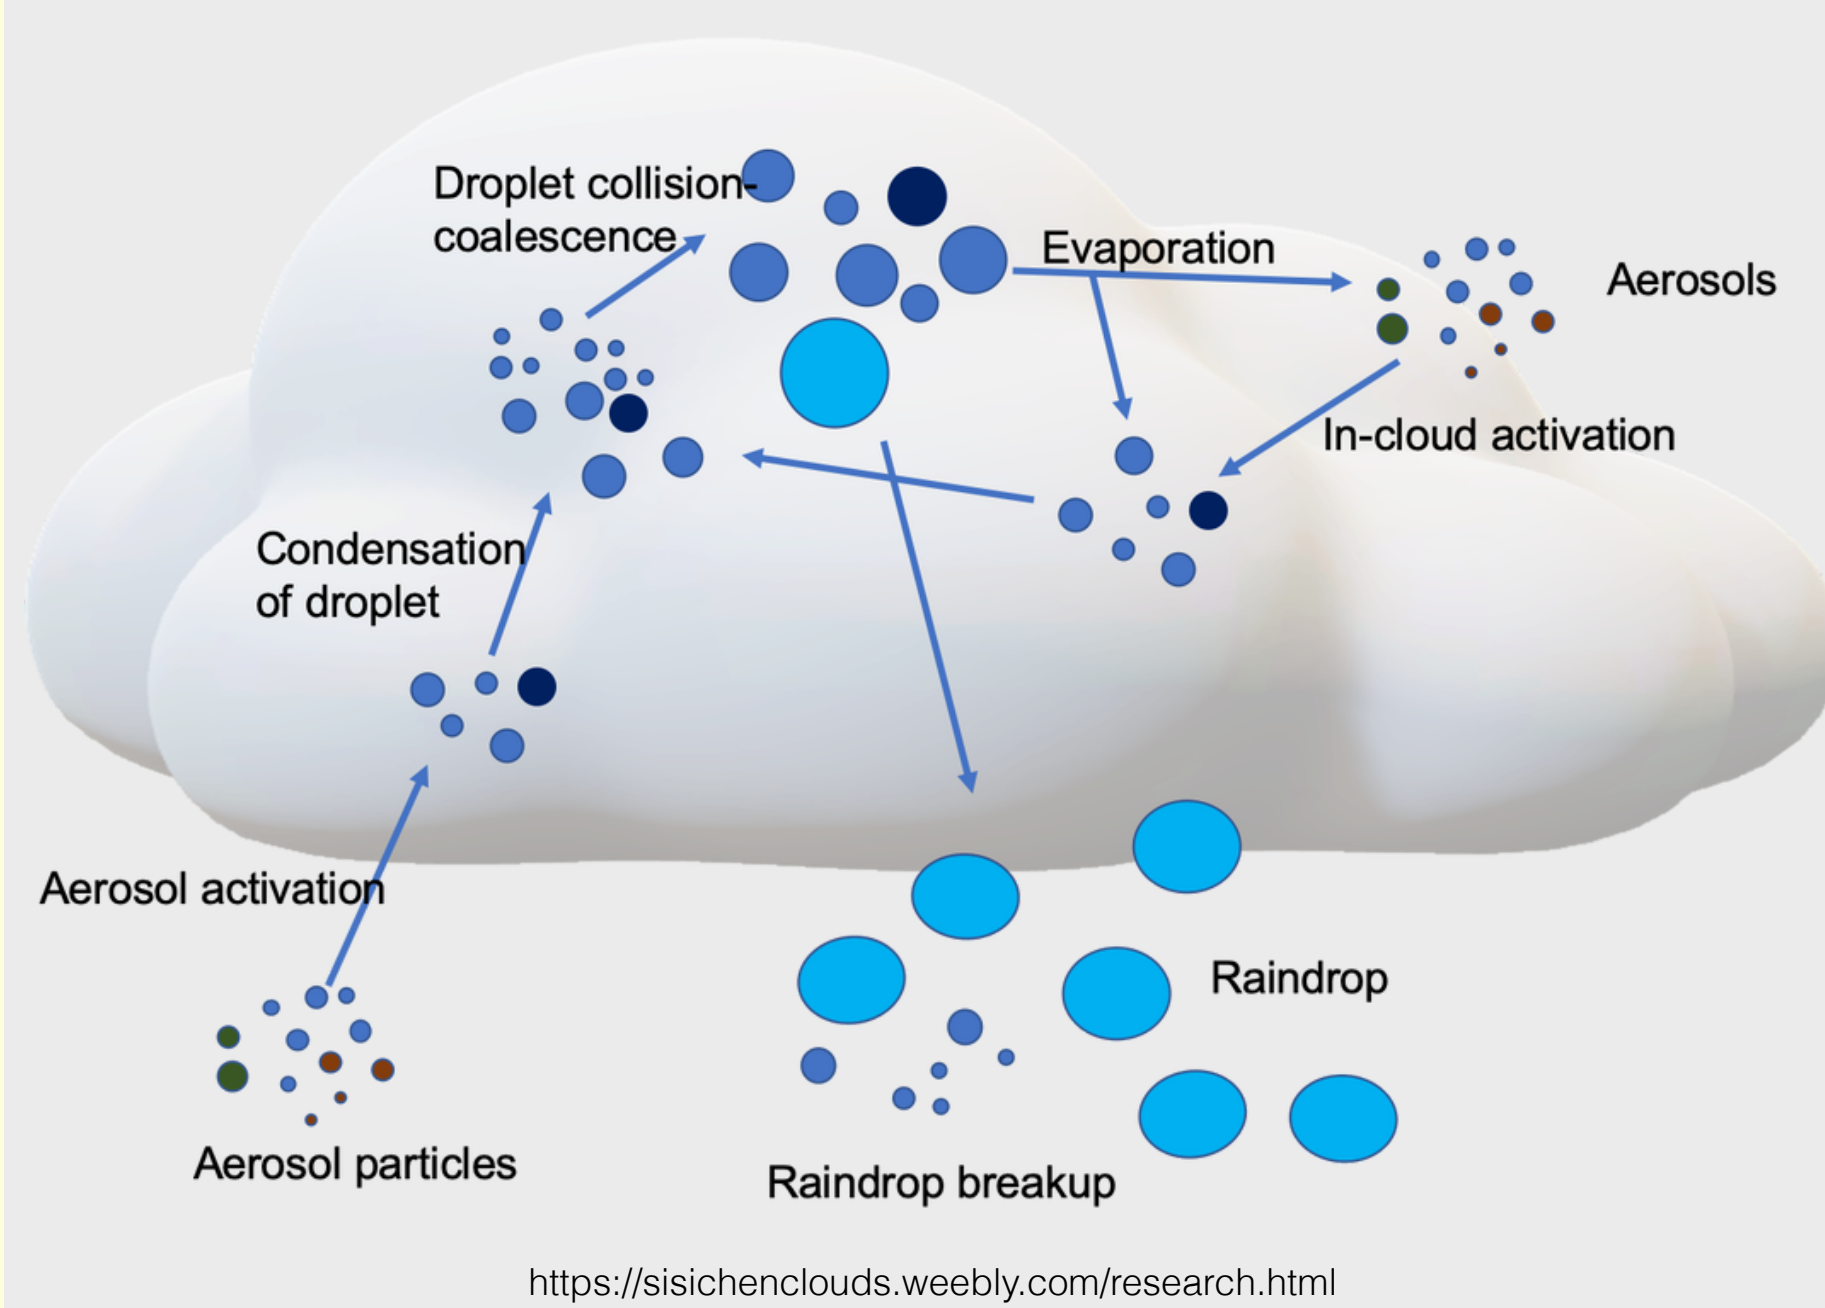 Droplet collision-
coalescence
Evaporation
Aerosols
In-cloud activation
Condensation
of droplet
Aerosol activation
Raindrop
Aerosol particles
Raindrop breakup
https://sisichenclouds.weebly.com/research.html